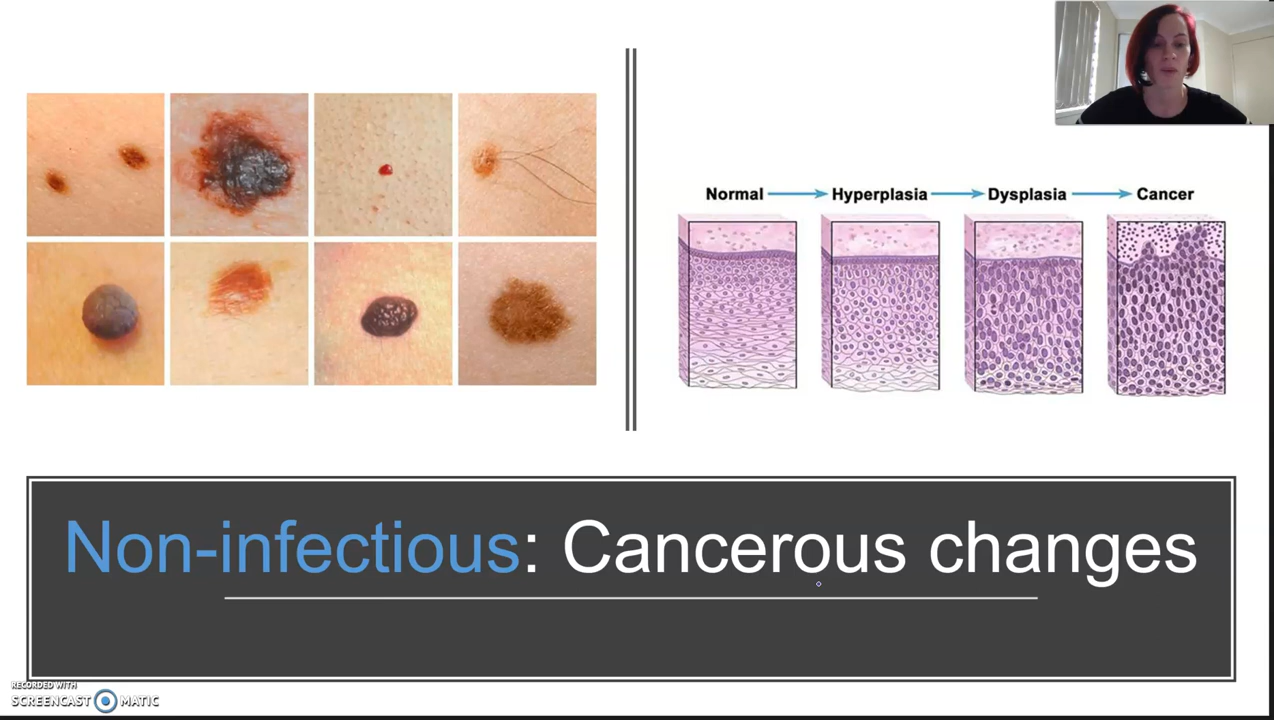 Normal Hyperplasia Dysplasia Cancer
Non-infectious: Cancerous changes
RECORDED WITH
SCREENCAST MATIC